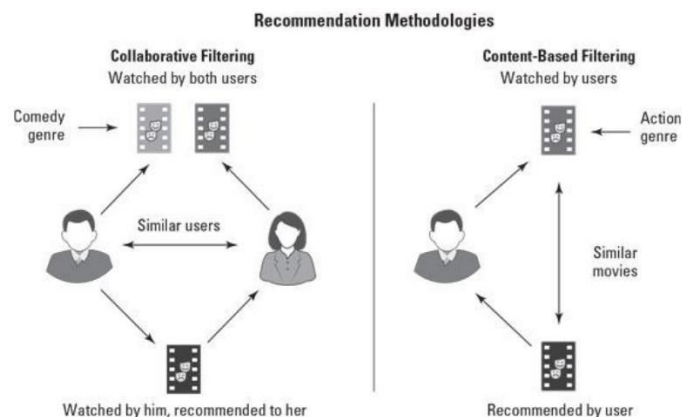 Recommendation Methodologies
Collaborative Filtering
Watched by both users
Comedy
genre
Similar users
Watched by him, recommended to her
Content-Based Filtering
Watched by users
Action
genre
Similar
movies
Recommended by user